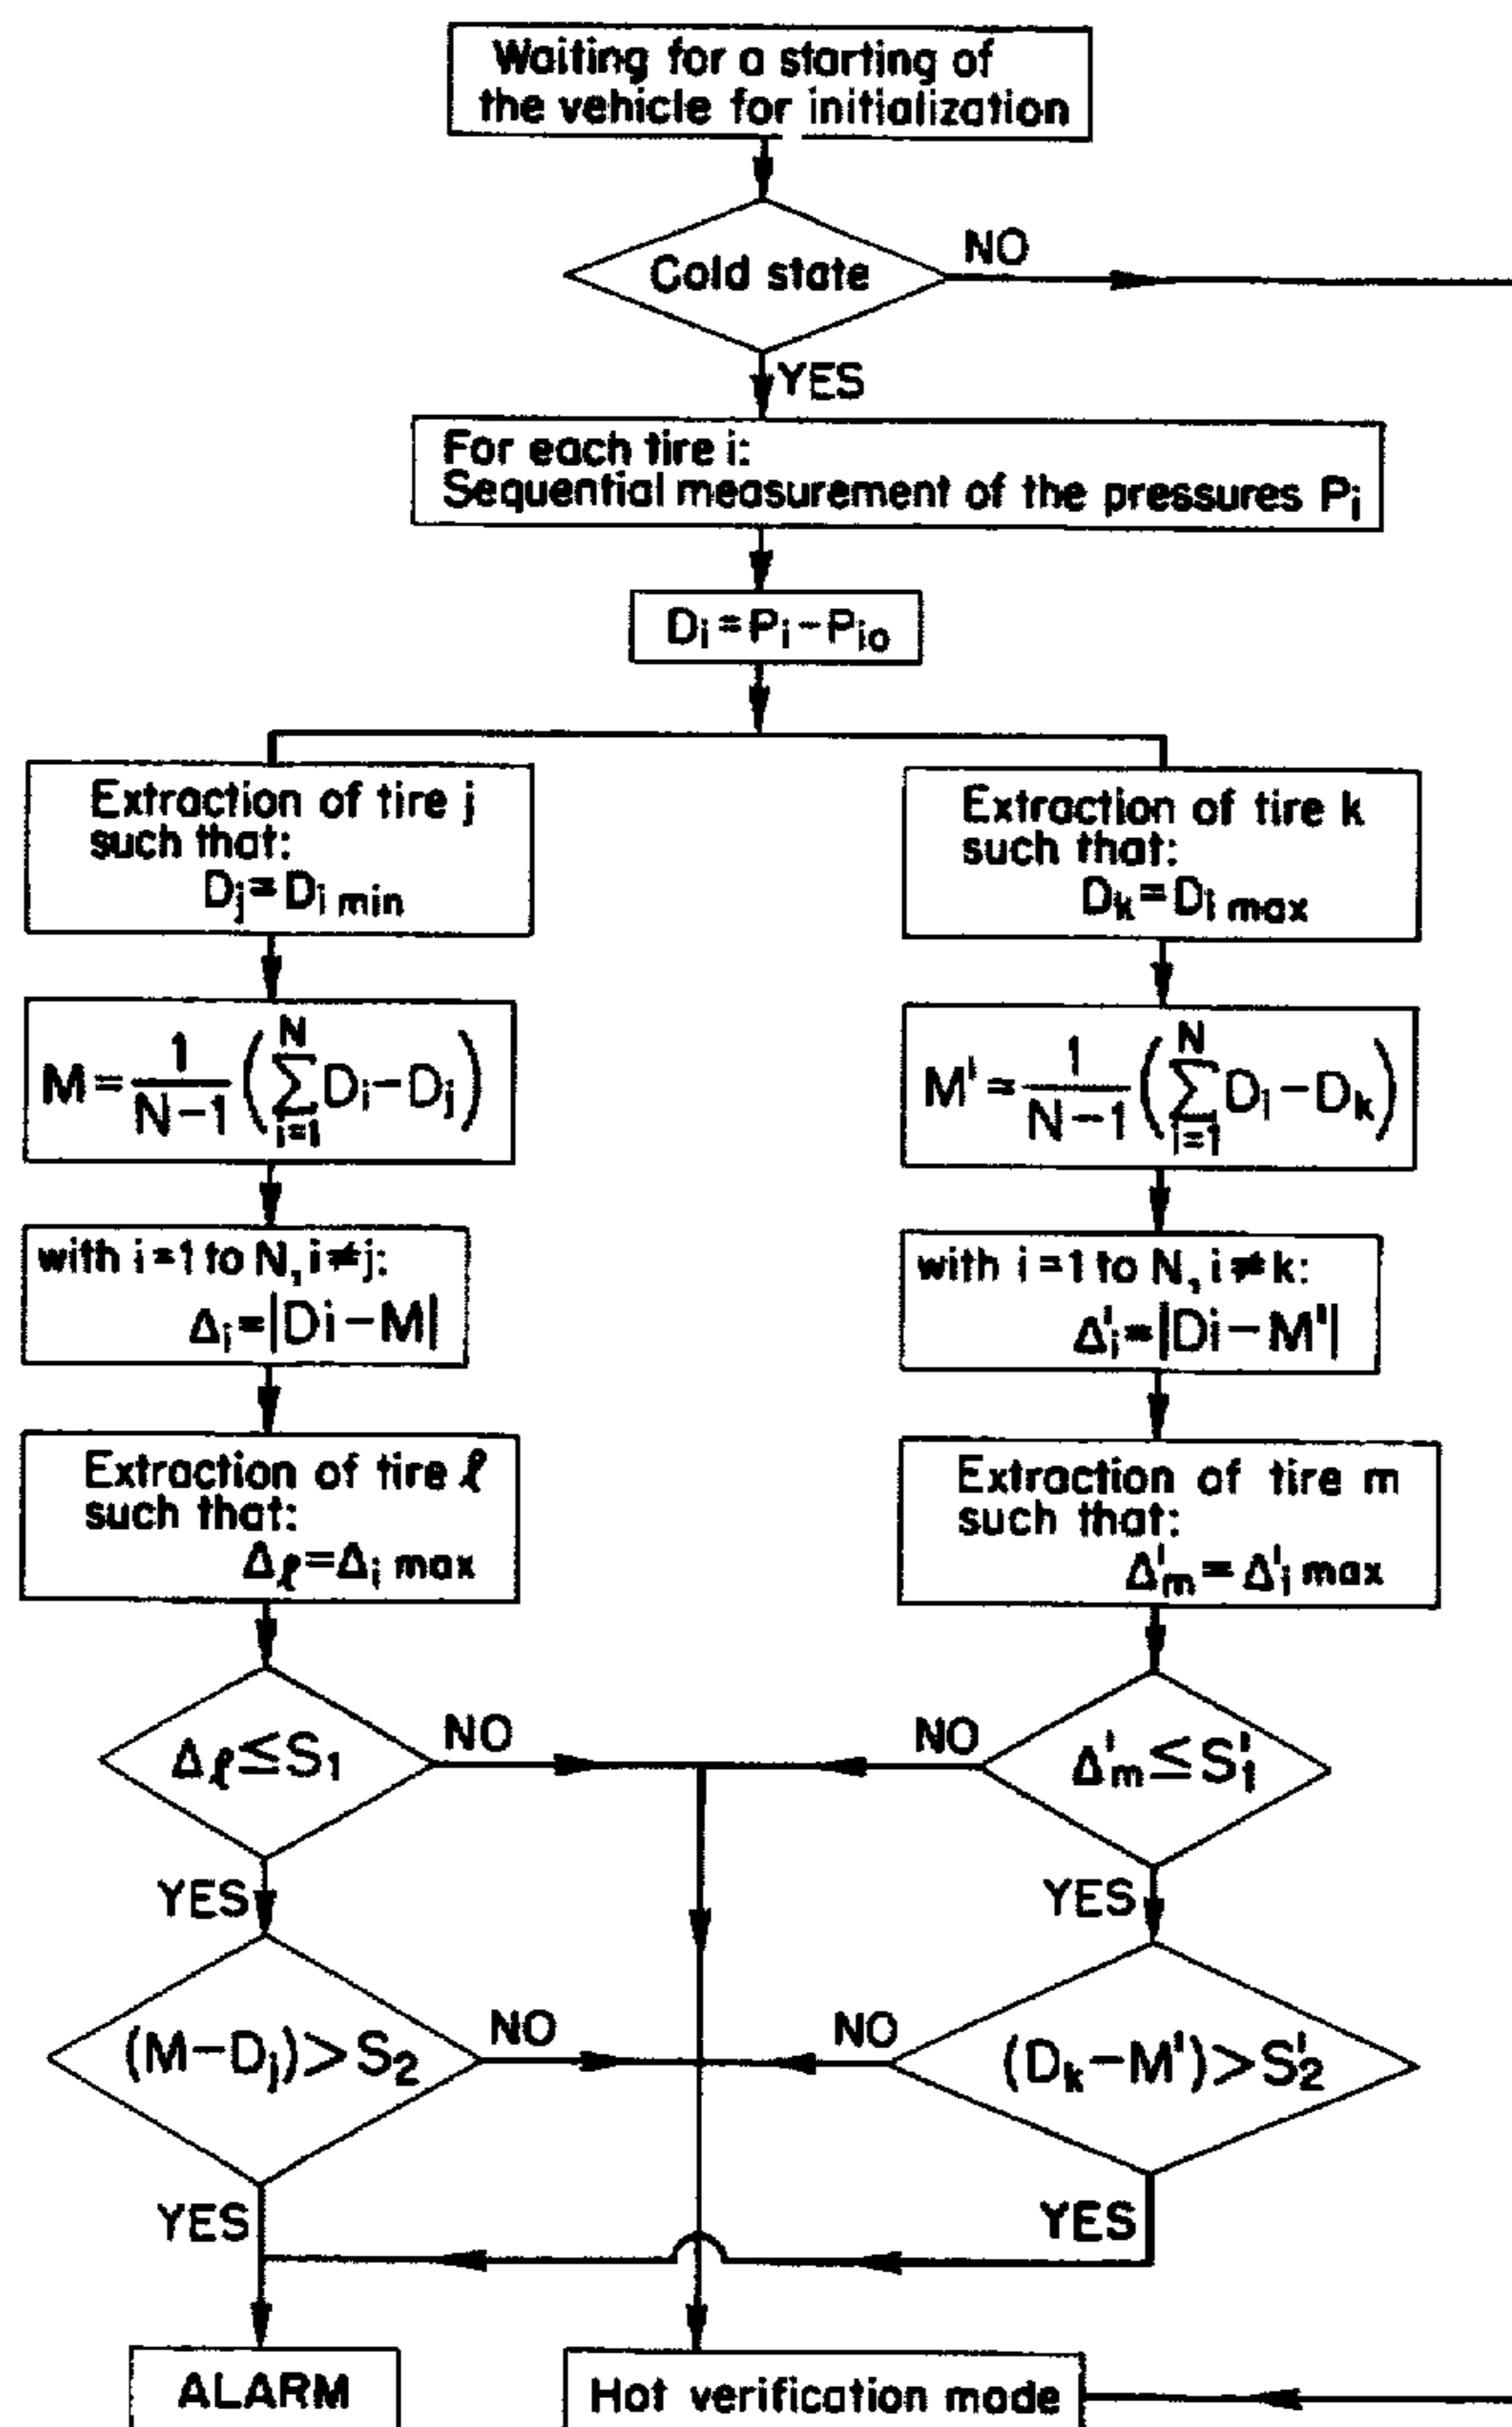 Waiting for a starting of
the vehicle for initialization
Cold state
NO
YES
For each tire i:
Sequential measurement of the pressures Pi
Di=Pi-Pio
Extraction of tire j
such that:
Dj=Di min
Extraction of tire k
such that:
Dk=Di max
M=1/(N-1) (∑_{i=1}^{N} Di-Dj)
M'=1/(N-1) (∑_{i=1}^{N} Di-Dk)
with i=1 to N, i≠j:
Δi=|Di-M|
with i=1 to N, i≠k:
Δ'i=|Di-M'|
Extraction of tire ℓ
such that:
Δℓ=Δi max
Extraction of tire m
such that:
Δ'm=Δ'i max
Δℓ≤S1
NO
NO
Δ'm≤S'1
YES
YES
(M-Dj)>S2
NO
NO
(Dk-M')>S'2
YES
YES
ALARM
Hot verification mode